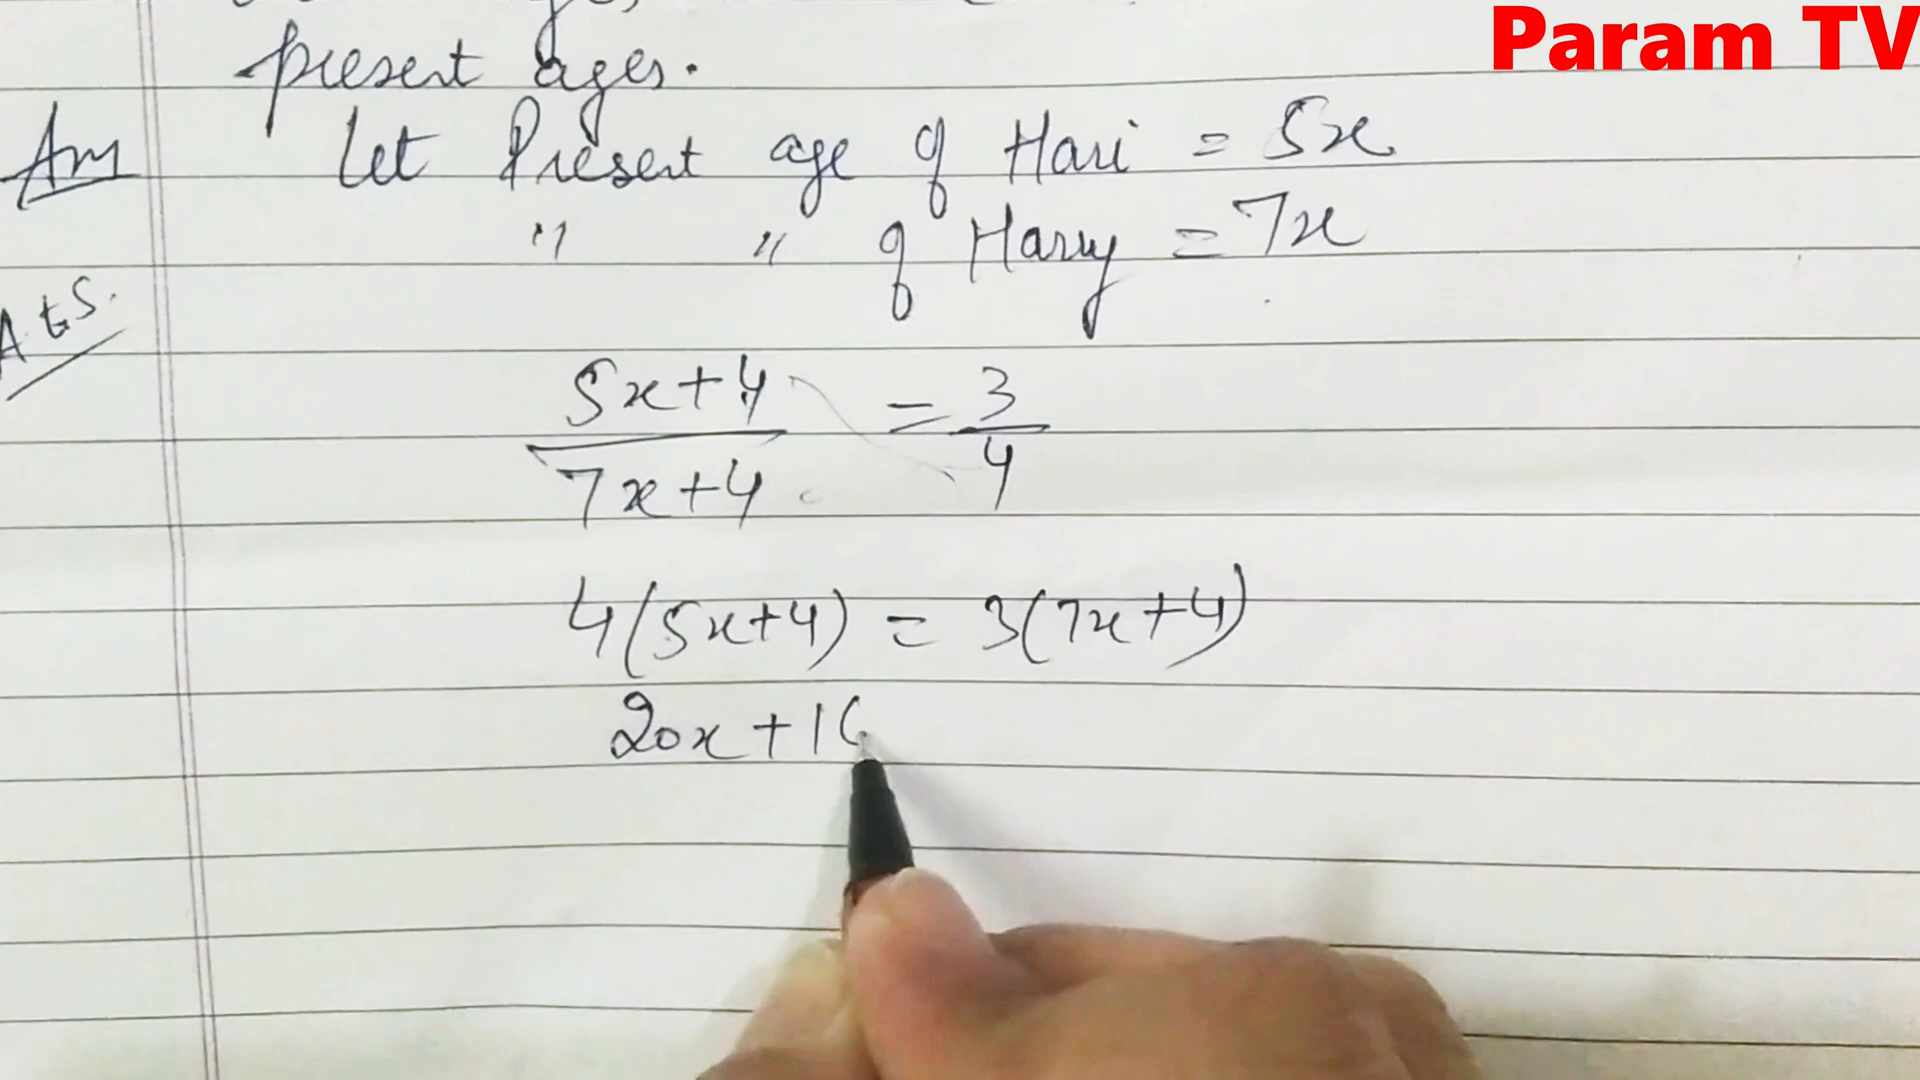 Param TV
present ages.
Ans Let Present age of Hari = 5x
" " of Harry = 7x
A t S.
5x+4 / 7x+4 = 3/4
4(5x+4) = 3(7x+4)
20x+16